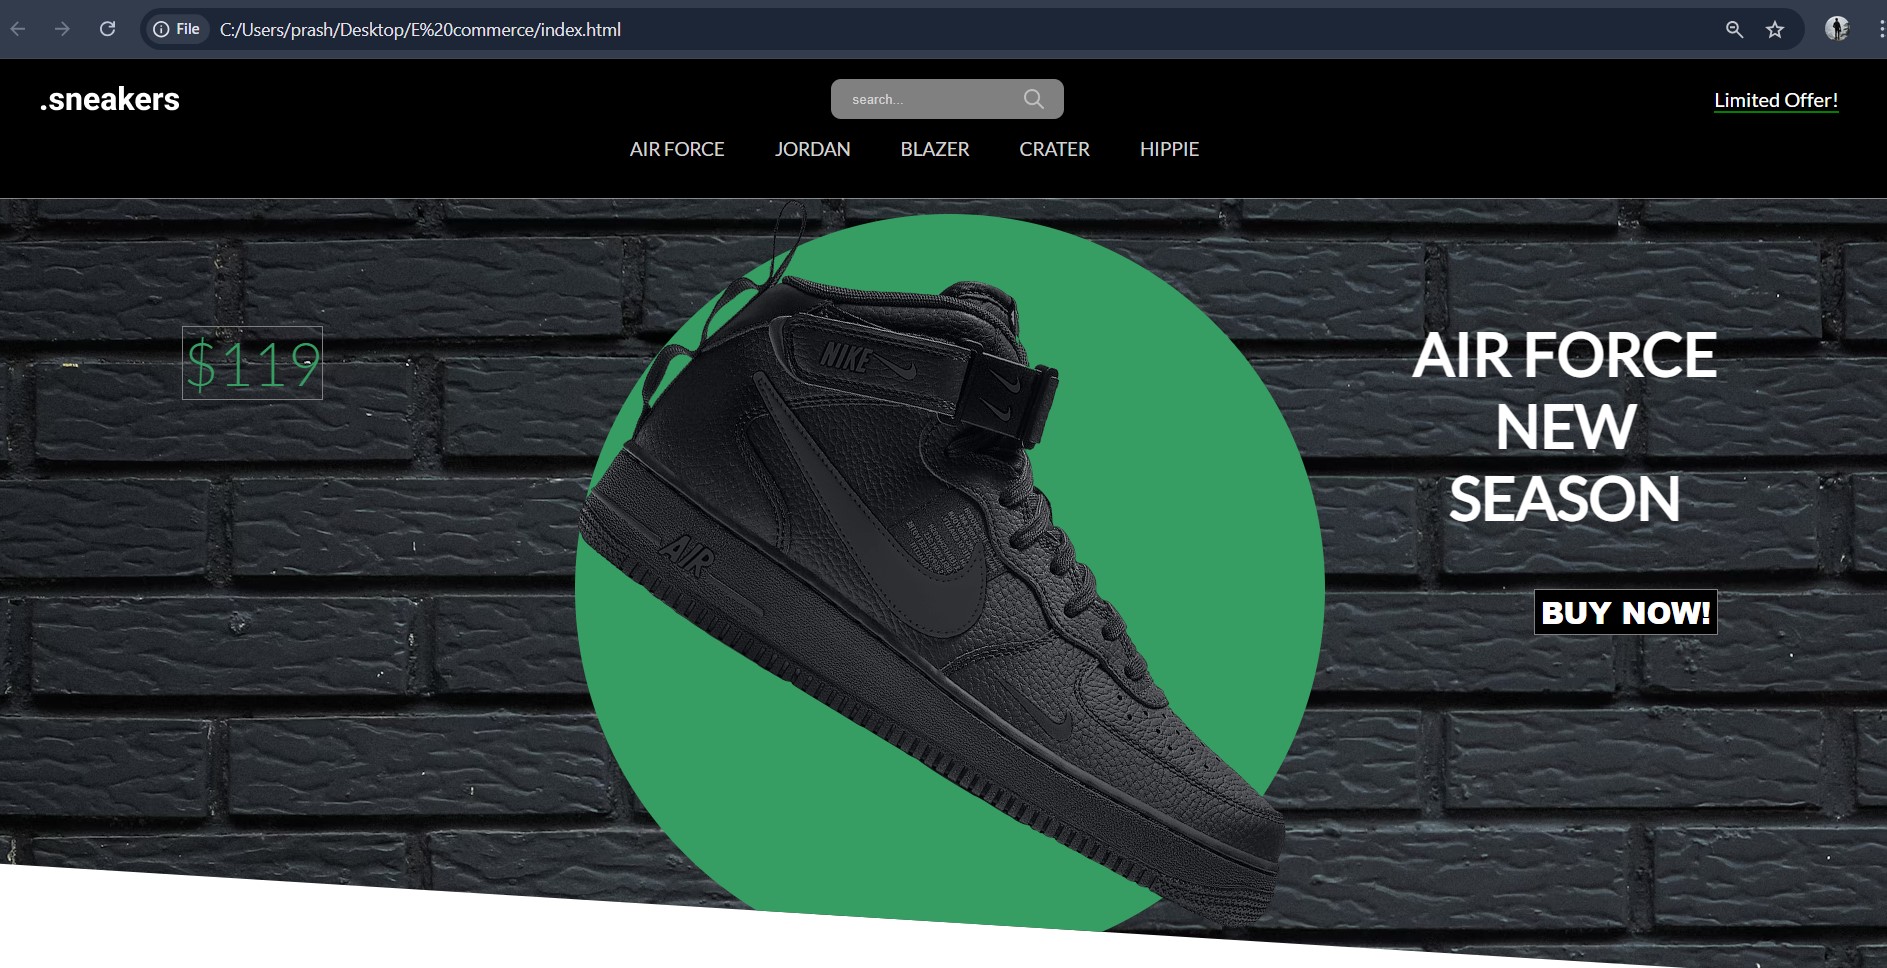 File C:/Users/prash/Desktop/E%20commerce/index.html
.sneakers search... Limited Offer!
AIR FORCE JORDAN BLAZER CRATER HIPPIE
$119
NIKE
AIR
AIR FORCE
NEW
SEASON
BUY NOW!